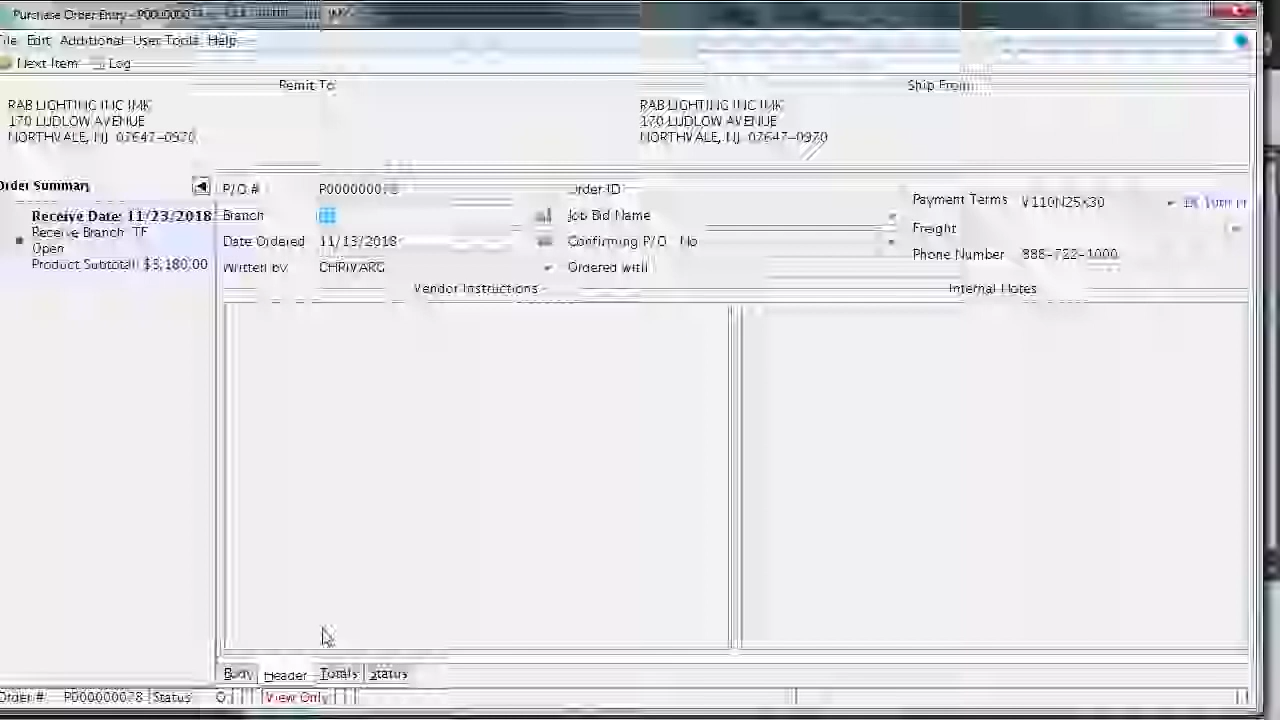 Purchase Order Entry -
File Edit Additional User Tools Help
Next Item Log
Remit To Ship From
RAB LIGHTING INC IMK
170 LUDLOW AVENUE
NORTHVALE, NJ 07647-0970
RAB LIGHTING INC IMK
170 LUDLOW AVENUE
NORTHVALE, NJ 07647-0970
Order Summary
Receive Date: 11/23/2018
Receive Branch TF
Open
Product Subtotal: $3,180.00
P/O # P000000078 Order ID
Branch Job Bid Name
Date Ordered 11/13/2018 Confirming P/O No
Written by Ordered with
Payment Terms
Freight
Phone Number 888-722-1000
Vendor Instructions Internal Notes
Body Header Totals Status
Order #: P000000078 Status View Only